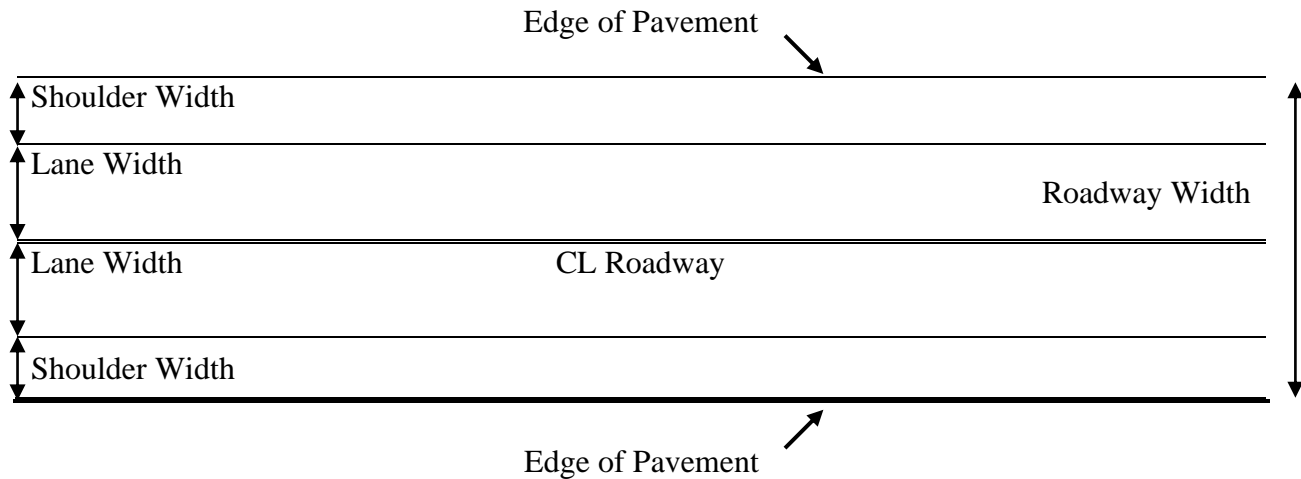 Edge of Pavement
Shoulder Width
Lane Width
Roadway Width
Lane Width
CL Roadway
Shoulder Width
Edge of Pavement